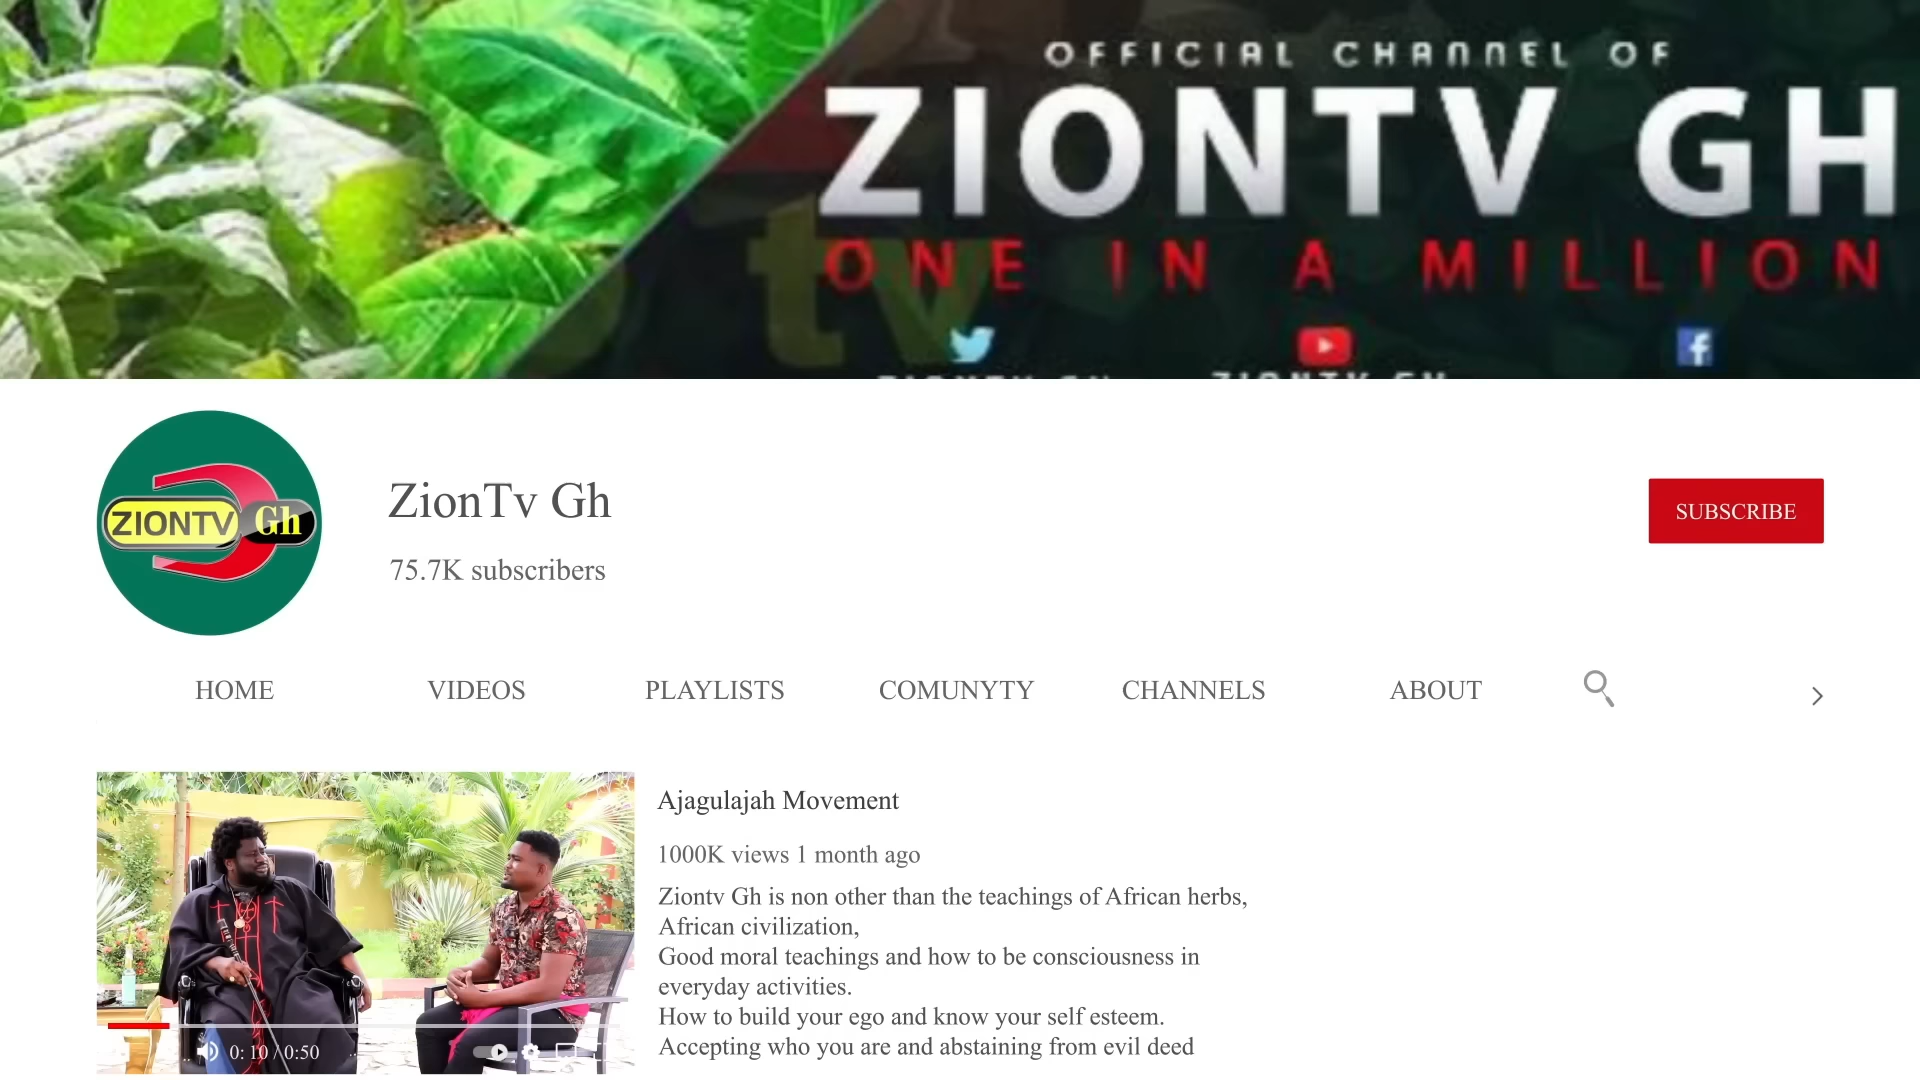 OFFICIAL CHANNEL OF
ZIONTV GH
ONE IN A MILLION
tv
ZIONTV GH
ZIONTV Gh
ZionTv Gh
75.7K subscribers
SUBSCRIBE
HOME VIDEOS PLAYLISTS COMUNYTY CHANNELS ABOUT
Ajagulajah Movement
1000K views 1 month ago
Ziontv Gh is non other than the teachings of African herbs,
African civilization,
Good moral teachings and how to be consciousness in
everyday activities.
How to build your ego and know your self esteem.
Accepting who you are and abstaining from evil deed
0: 10 / 0:50